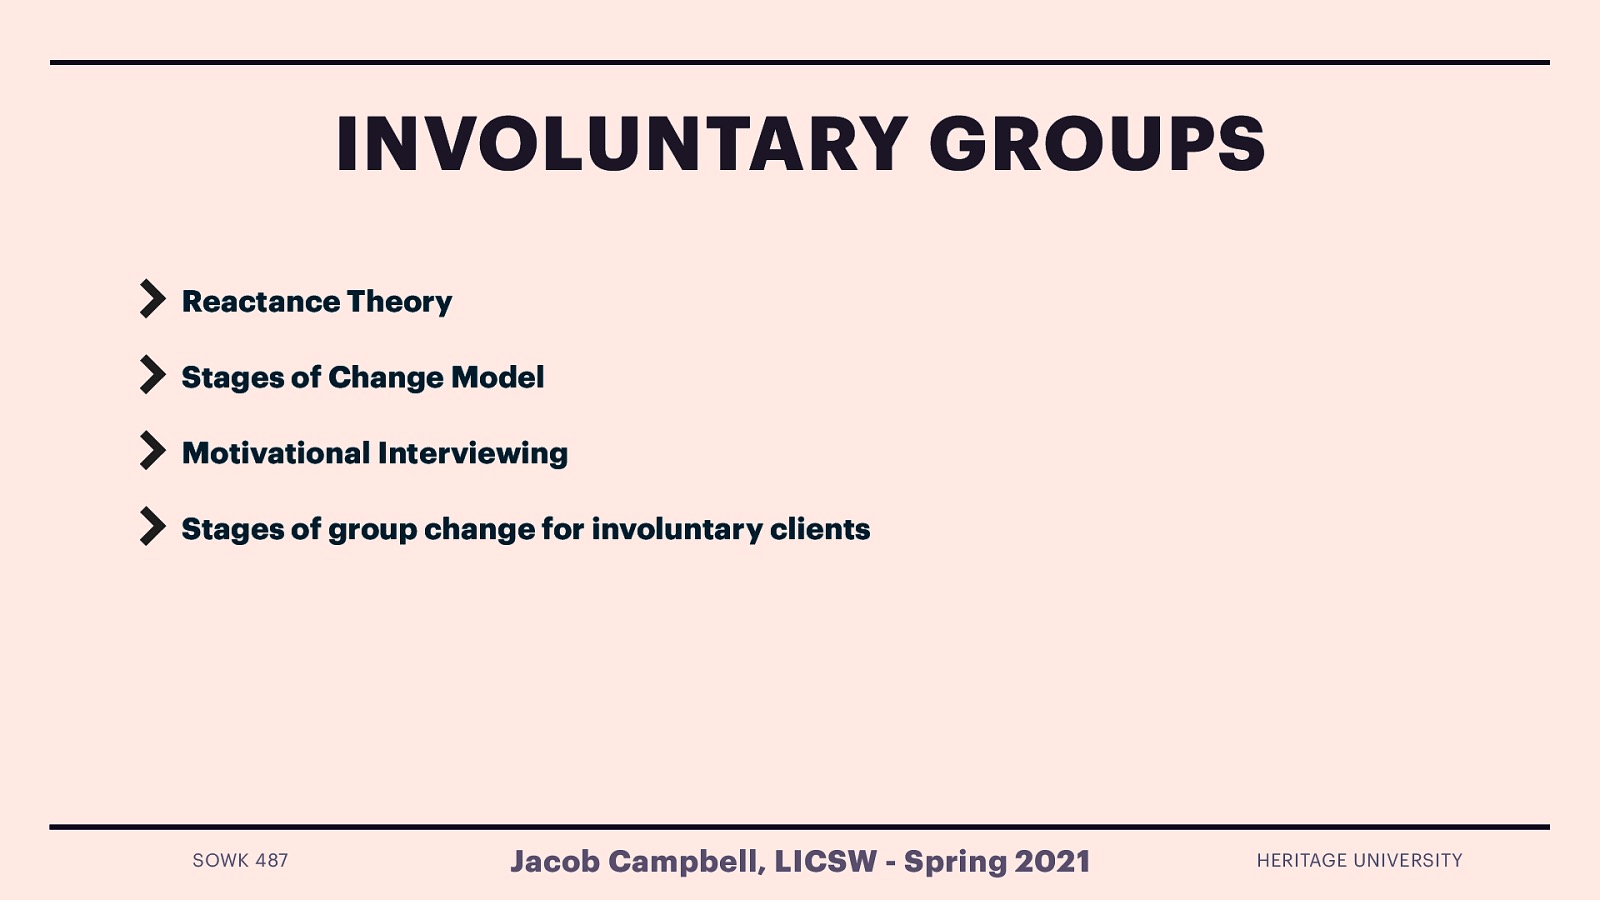 INVOLUNTARY GROUPS
Reactance Theory
Stages of Change Model
Motivational Interviewing
Stages of group change for involuntary clients
SOWK 487
Jacob Campbell, LICSW - Spring 2021
HERITAGE UNIVERSITY